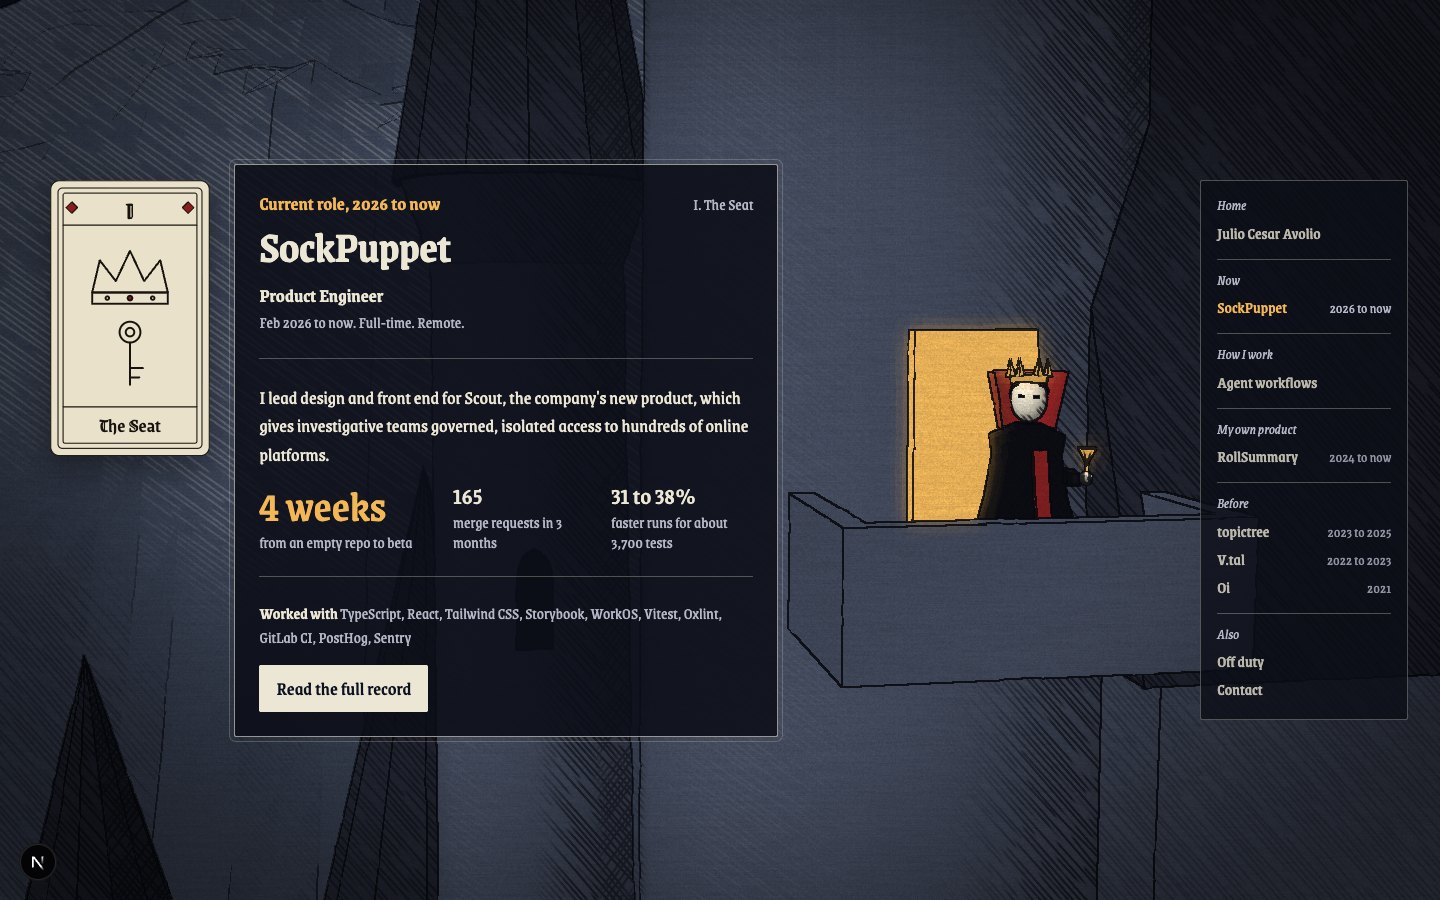 I
The Seat
Current role, 2026 to now
I. The Seat
SockPuppet
Product Engineer
Feb 2026 to now. Full-time. Remote.
I lead design and front end for Scout, the company's new product, which
gives investigative teams governed, isolated access to hundreds of online
platforms.
4 weeks
from an empty repo to beta
165
merge requests in 3
months
31 to 38%
faster runs for about
3,700 tests
Worked with TypeScript, React, Tailwind CSS, Storybook, WorkOS, Vitest, Oxlint,
GitLab CI, PostHog, Sentry
Read the full record
Home
Julio Cesar Avolio
Now
SockPuppet 2026 to now
How I work
Agent workflows
My own product
RollSummary 2024 to now
Before
topictree 2023 to 2025
V.tal 2022 to 2023
Oi 2021
Also
Off duty
Contact
N